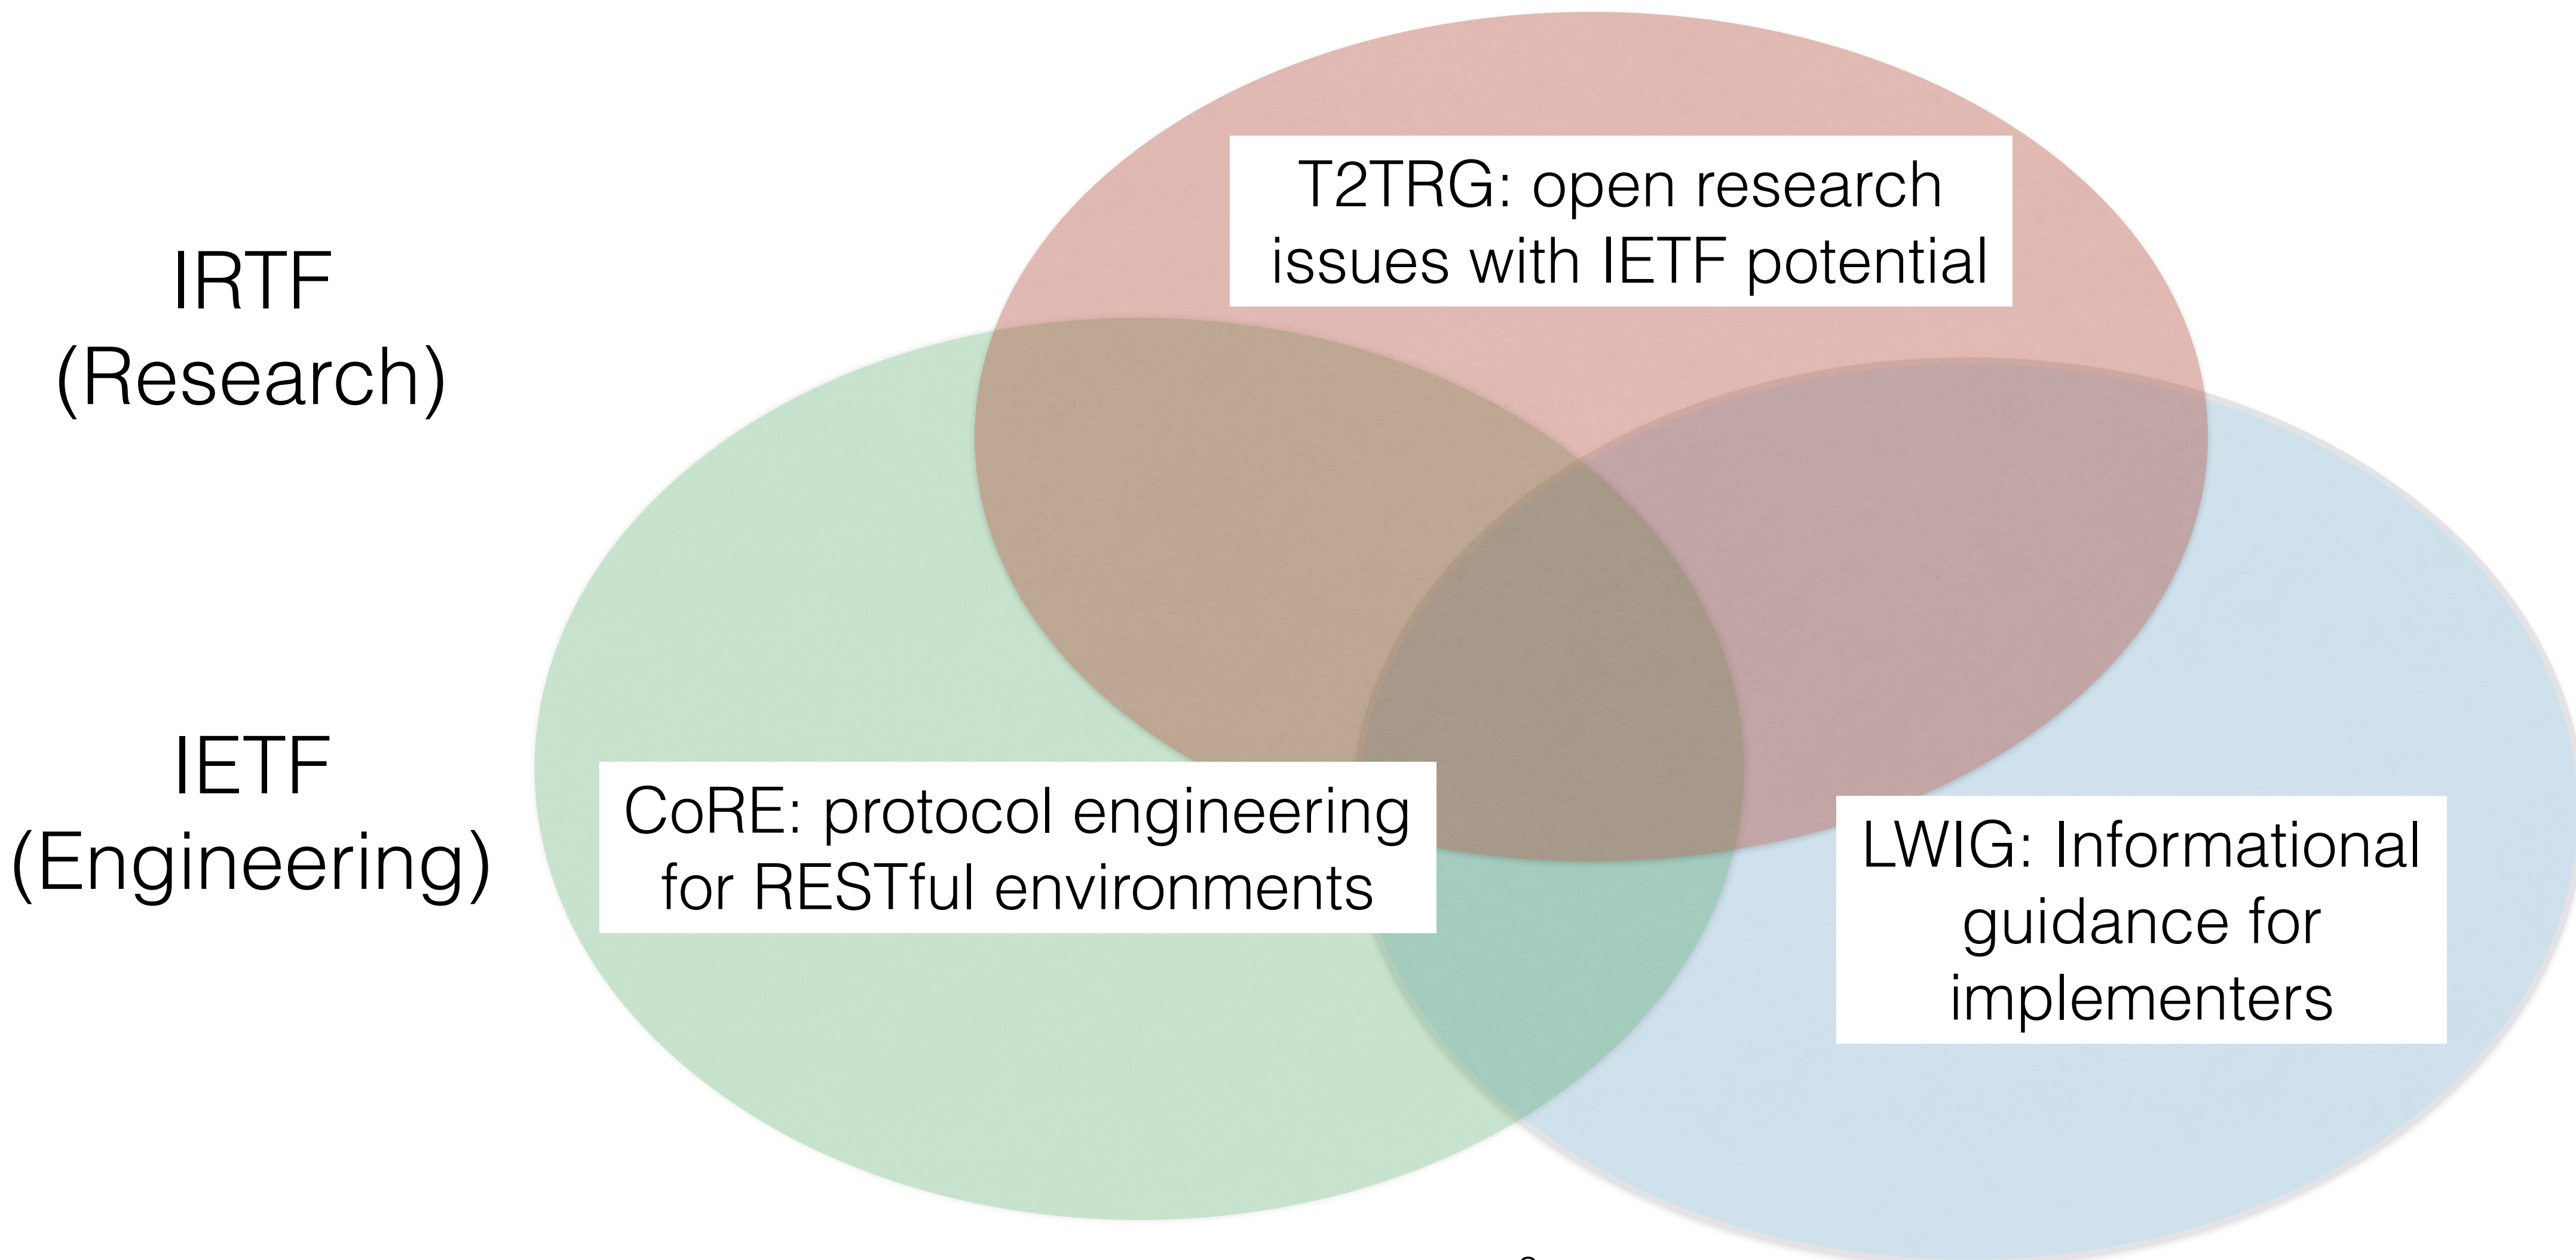 IRTF
(Research)
T2TRG: open research
issues with IETF potential
IETF
(Engineering)
CoRE: protocol engineering
for RESTful environments
LWIG: Informational
guidance for
implementers